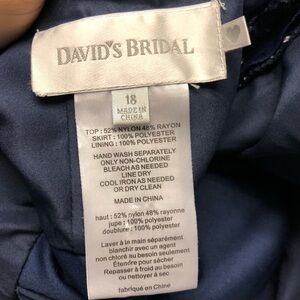 DAVID'S BRIDAL
18
MADE IN
CHINA
TOP : 52% NYLON 48% RAYON
SKIRT : 100% POLYESTER
LINING : 100% POLYESTER
HAND WASH SEPARATELY
ONLY NON-CHLORINE
BLEACH AS NEEDED
LINE DRY
COOL IRON AS NEEDED
OR DRY CLEAN
MADE IN CHINA
haut : 52% nylon 48% rayonne
jupe : 100% polyester
doublure : 100% polyester
Laver à la main séparément
blanchir avec un agent
non chloré au besoin seulement
Étendre pour sécher
Repasser à froid au besoin
ou nettoyer à sec
fabriqué en Chine